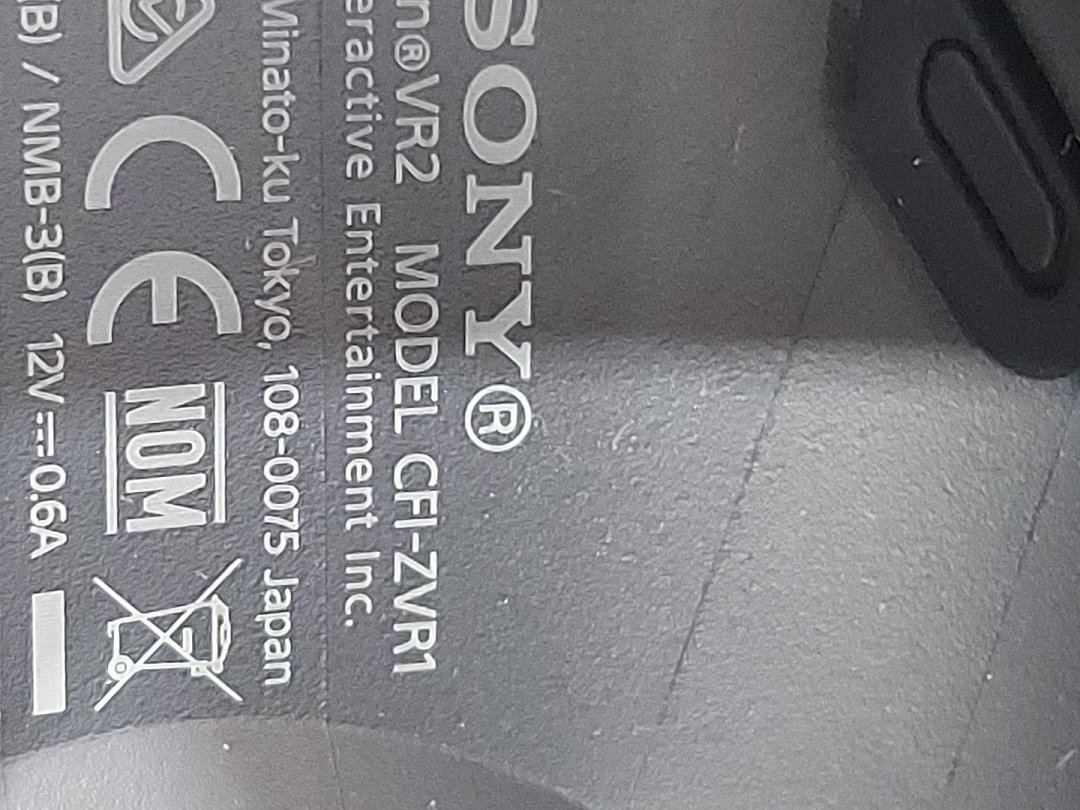 SONY®
n®VR2 MODEL CFI-ZVR1
eractive Entertainment Inc.
Minato-ku Tokyo, 108-0075 Japan
CE NOM
B) / NMB-3(B) 12V⎓0.6A